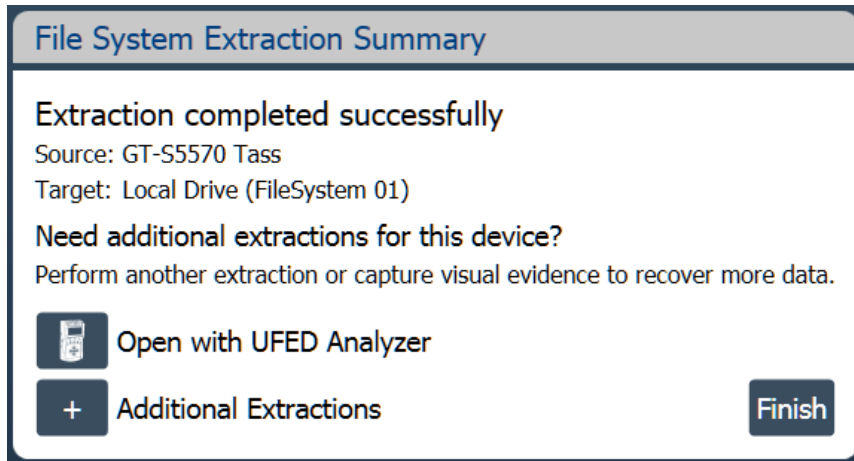 File System Extraction Summary
Extraction completed successfully
Source: GT-S5570 Tass
Target: Local Drive (FileSystem 01)
Need additional extractions for this device?
Perform another extraction or capture visual evidence to recover more data.
Open with UFED Analyzer
+ Additional Extractions
Finish